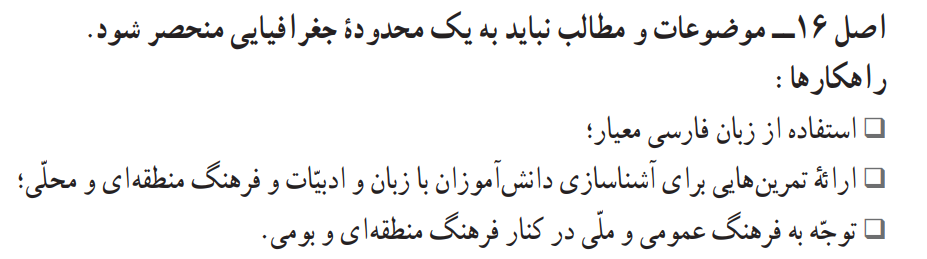 اصل ۱۶ــ موضوعات و مطالب نباید به یک محدودهٔ جغرافیایی منحصر شود.
راهکارها :
❑ استفاده از زبان فارسی معیار؛
❑ ارائهٔ تمرین‌هایی برای آشناسازی دانش‌آموزان با زبان و ادبیّات و فرهنگ منطقه‌ای و محلّی؛
❑ توجّه به فرهنگ عمومی و ملّی در کنار فرهنگ منطقه‌ای و بومی.